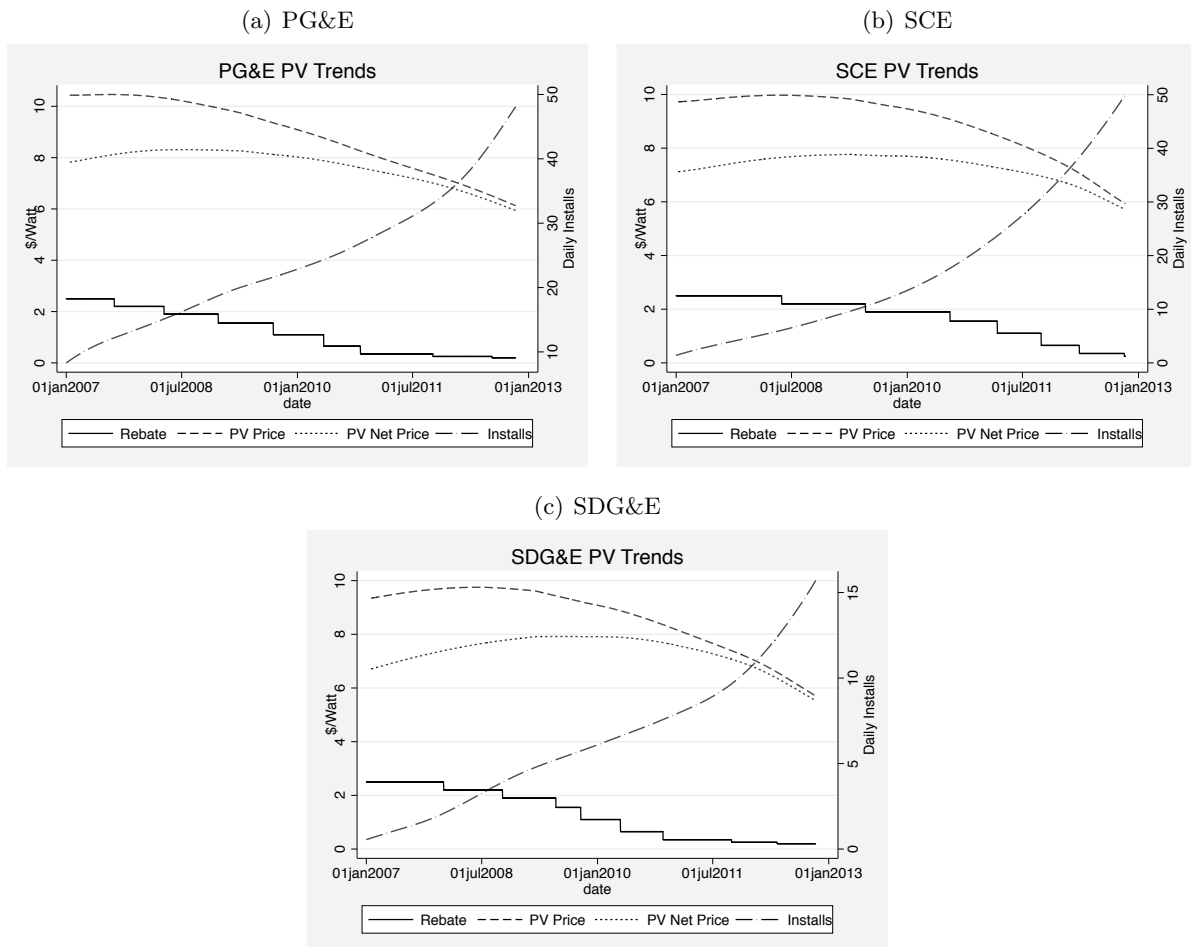 (a) PG&E
PG&E PV Trends
$/Watt
0 2 4 6 8 10
Daily Installs
10 20 30 40 50
01jan2007 01jul2008 01jan2010 01jul2011 01jan2013
date
Rebate PV Price PV Net Price Installs
(b) SCE
SCE PV Trends
$/Watt
0 2 4 6 8 10
Daily Installs
0 10 20 30 40 50
01jan2007 01jul2008 01jan2010 01jul2011 01jan2013
date
Rebate PV Price PV Net Price Installs
(c) SDG&E
SDG&E PV Trends
$/Watt
0 2 4 6 8 10
Daily Installs
0 5 10 15
01jan2007 01jul2008 01jan2010 01jul2011 01jan2013
date
Rebate PV Price PV Net Price Installs